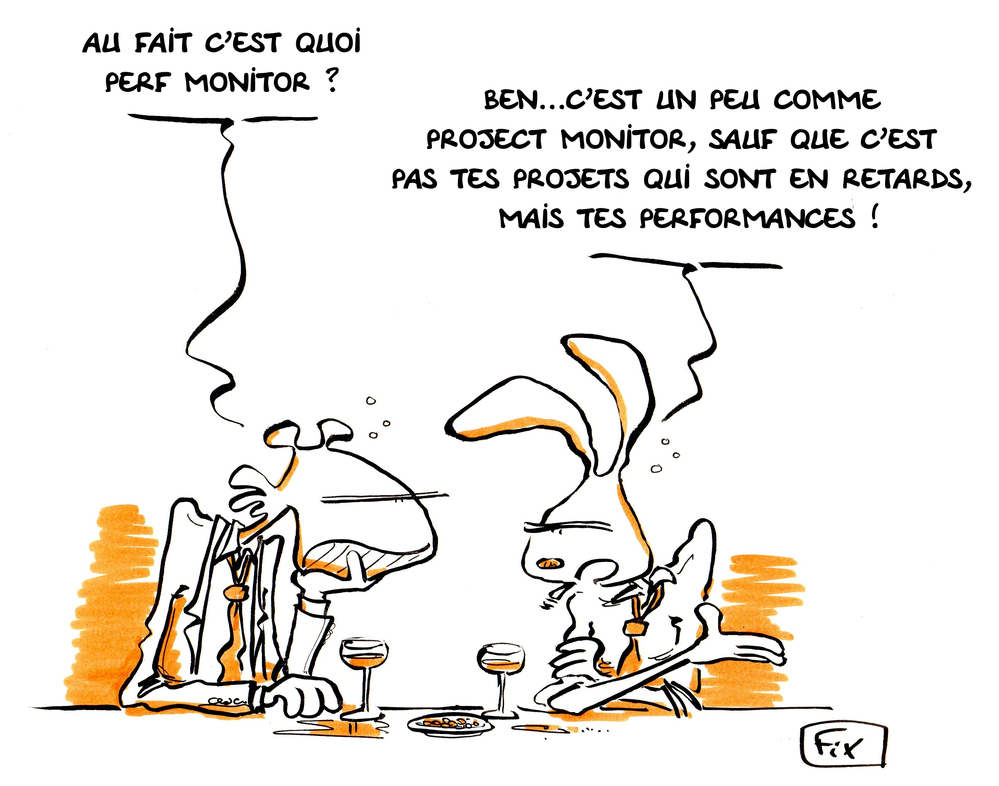 AU FAIT C'EST QUOI
PERF MONITOR ?
BEN...C'EST UN PEU COMME
PROJECT MONITOR, SAUF QUE C'EST
PAS TES PROJETS QUI SONT EN RETARDS,
MAIS TES PERFORMANCES !
Fix